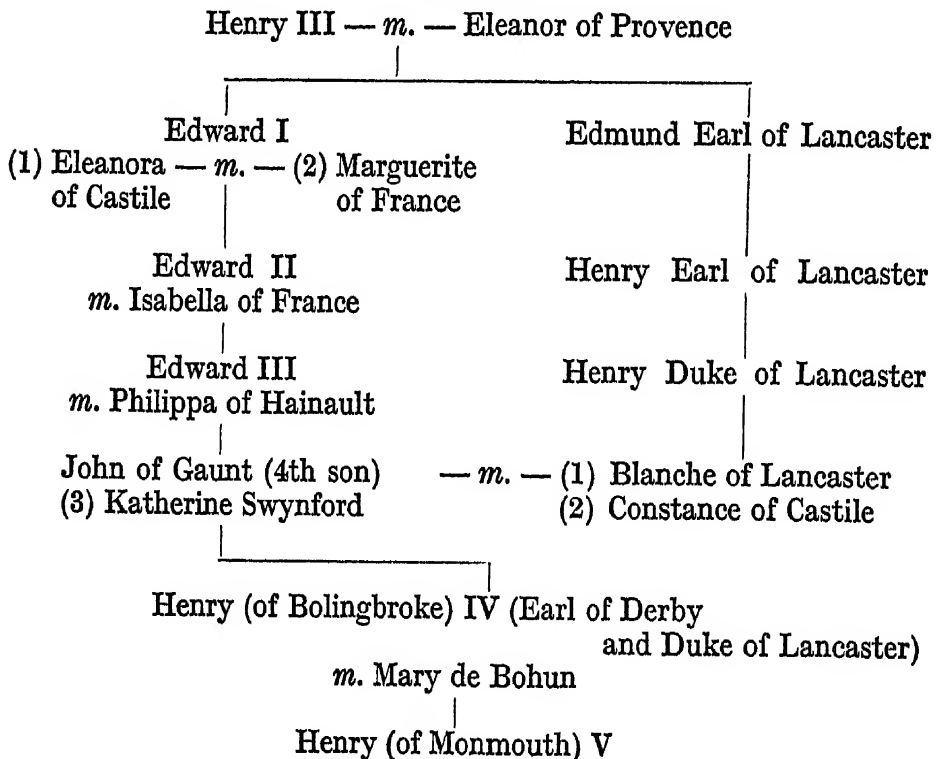 Henry III — m. — Eleanor of Provence
Edward I
Edmund Earl of Lancaster
(1) Eleanora — m. — (2) Marguerite
of Castile
of France
Edward II
Henry Earl of Lancaster
m. Isabella of France
Edward III
Henry Duke of Lancaster
m. Philippa of Hainault
John of Gaunt (4th son) — m. — (1) Blanche of Lancaster
(3) Katherine Swynford
(2) Constance of Castile
Henry (of Bolingbroke) IV (Earl of Derby
and Duke of Lancaster)
m. Mary de Bohun
Henry (of Monmouth) V